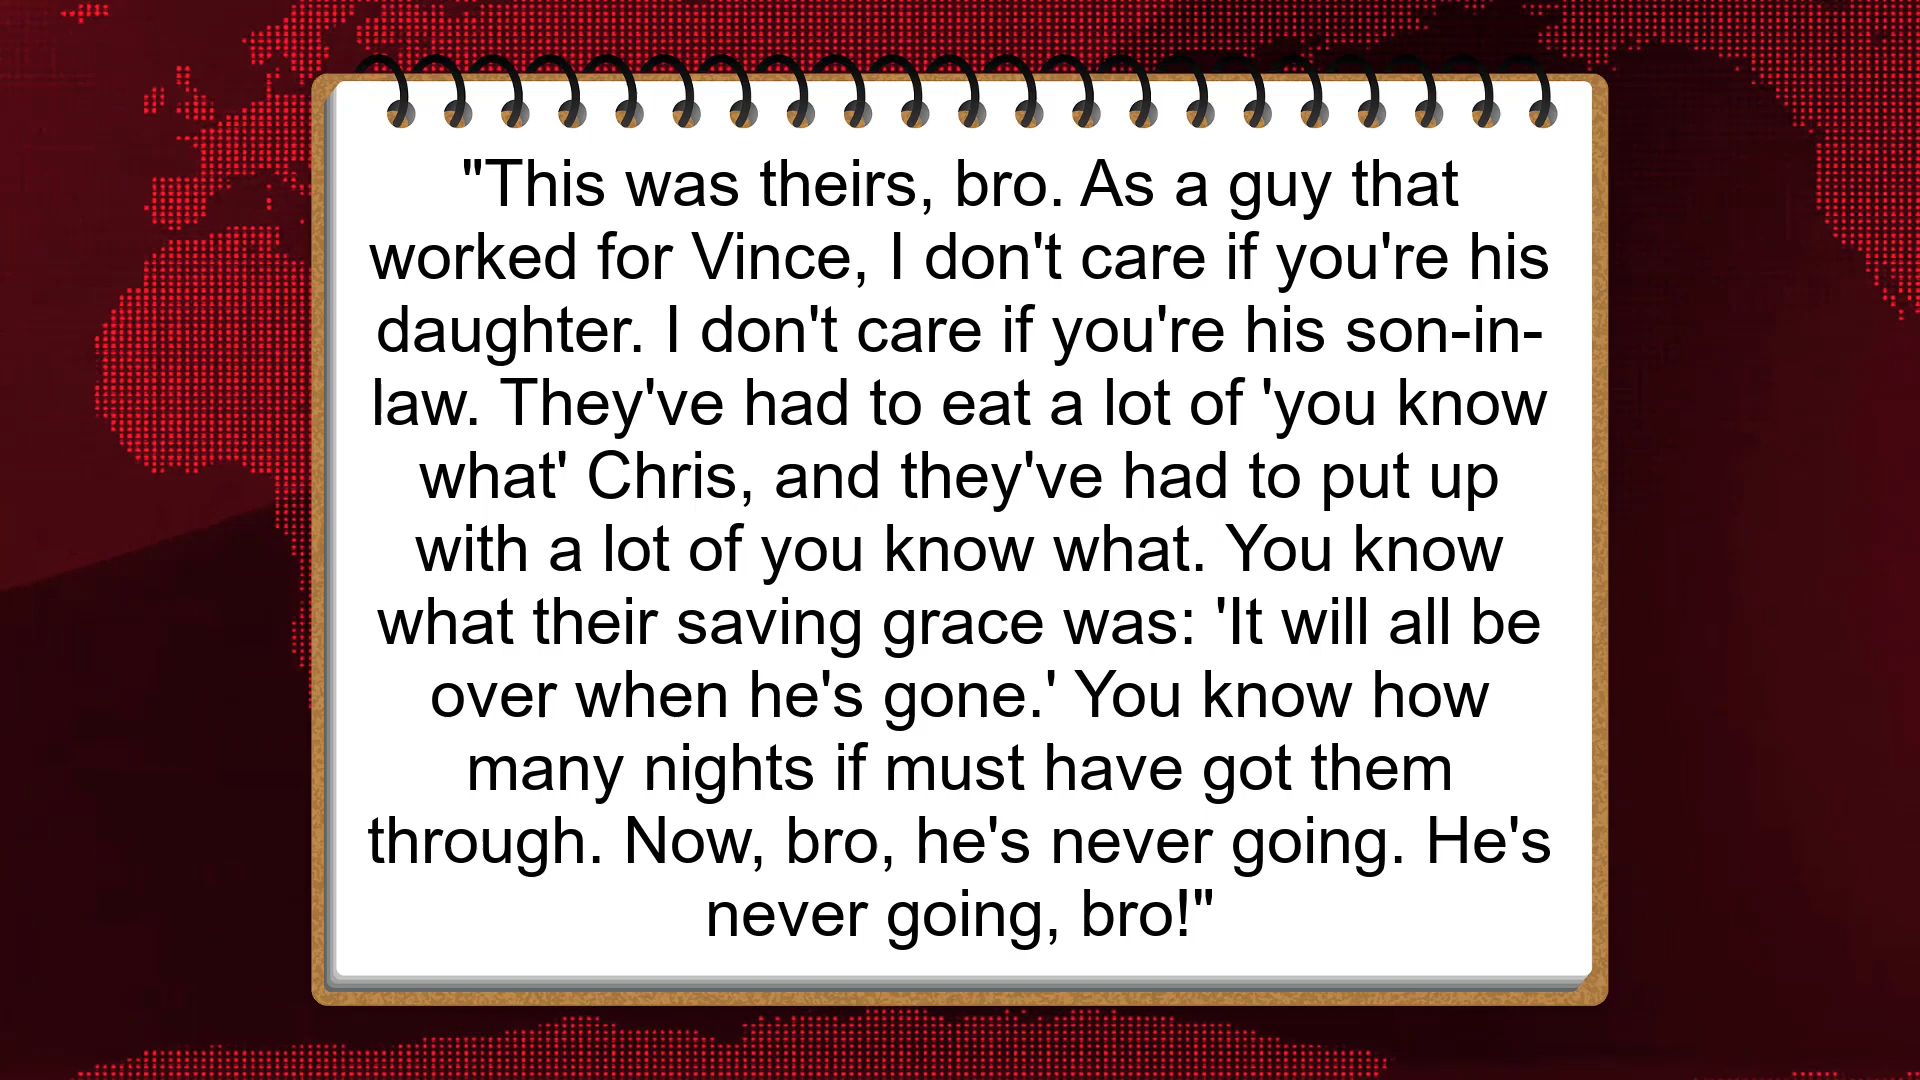 "This was theirs, bro. As a guy that
worked for Vince, I don't care if you're his
daughter. I don't care if you're his son-in-
law. They've had to eat a lot of 'you know
what' Chris, and they've had to put up
with a lot of you know what. You know
what their saving grace was: 'It will all be
over when he's gone.' You know how
many nights if must have got them
through. Now, bro, he's never going. He's
never going, bro!"